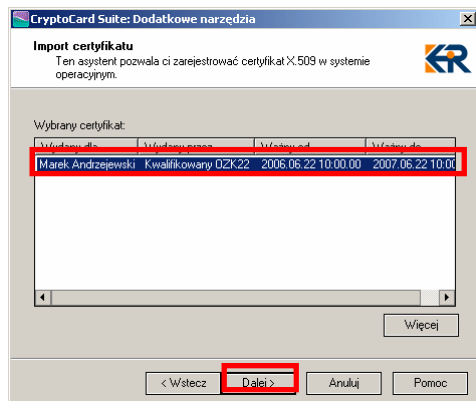 CryptoCard Suite: Dodatkowe narzędzia
Import certyfikatu
Ten asystent pozwala ci zarejestrować certyfikat X.509 w systemie
operacyjnym.
KIR
Wybrany certyfikat:
Wydany dla Wydany przez Ważny od Ważny do
Marek Andrzejewski Kwalifikowany OZK22 2006.06.22 10:00.00 2007.06.22 10:00
Więcej
< Wstecz Dalej > Anuluj Pomoc